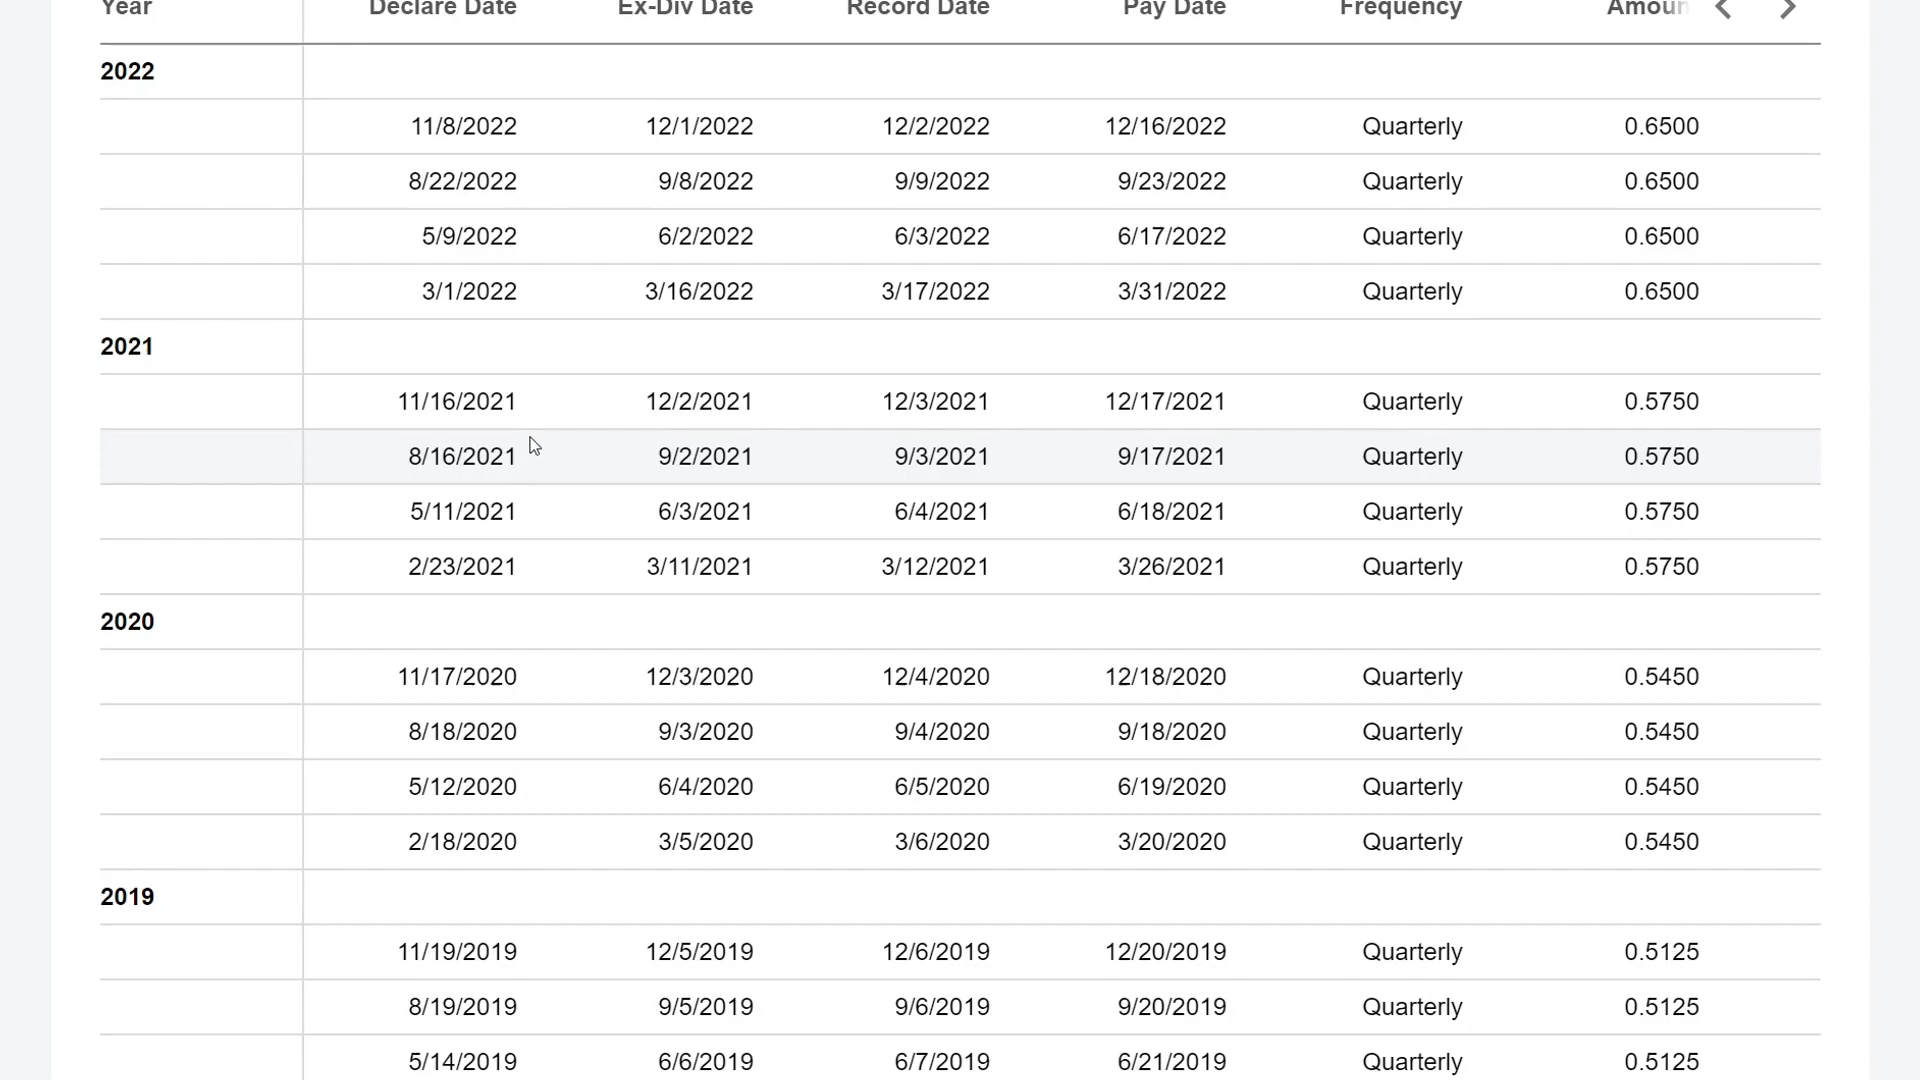 Year Declare Date Ex-Div Date Record Date Pay Date Frequency Amoun
2022
11/8/2022 12/1/2022 12/2/2022 12/16/2022 Quarterly 0.6500
8/22/2022 9/8/2022 9/9/2022 9/23/2022 Quarterly 0.6500
5/9/2022 6/2/2022 6/3/2022 6/17/2022 Quarterly 0.6500
3/1/2022 3/16/2022 3/17/2022 3/31/2022 Quarterly 0.6500
2021
11/16/2021 12/2/2021 12/3/2021 12/17/2021 Quarterly 0.5750
8/16/2021 9/2/2021 9/3/2021 9/17/2021 Quarterly 0.5750
5/11/2021 6/3/2021 6/4/2021 6/18/2021 Quarterly 0.5750
2/23/2021 3/11/2021 3/12/2021 3/26/2021 Quarterly 0.5750
2020
11/17/2020 12/3/2020 12/4/2020 12/18/2020 Quarterly 0.5450
8/18/2020 9/3/2020 9/4/2020 9/18/2020 Quarterly 0.5450
5/12/2020 6/4/2020 6/5/2020 6/19/2020 Quarterly 0.5450
2/18/2020 3/5/2020 3/6/2020 3/20/2020 Quarterly 0.5450
2019
11/19/2019 12/5/2019 12/6/2019 12/20/2019 Quarterly 0.5125
8/19/2019 9/5/2019 9/6/2019 9/20/2019 Quarterly 0.5125
5/14/2019 6/6/2019 6/7/2019 6/21/2019 Quarterly 0.5125